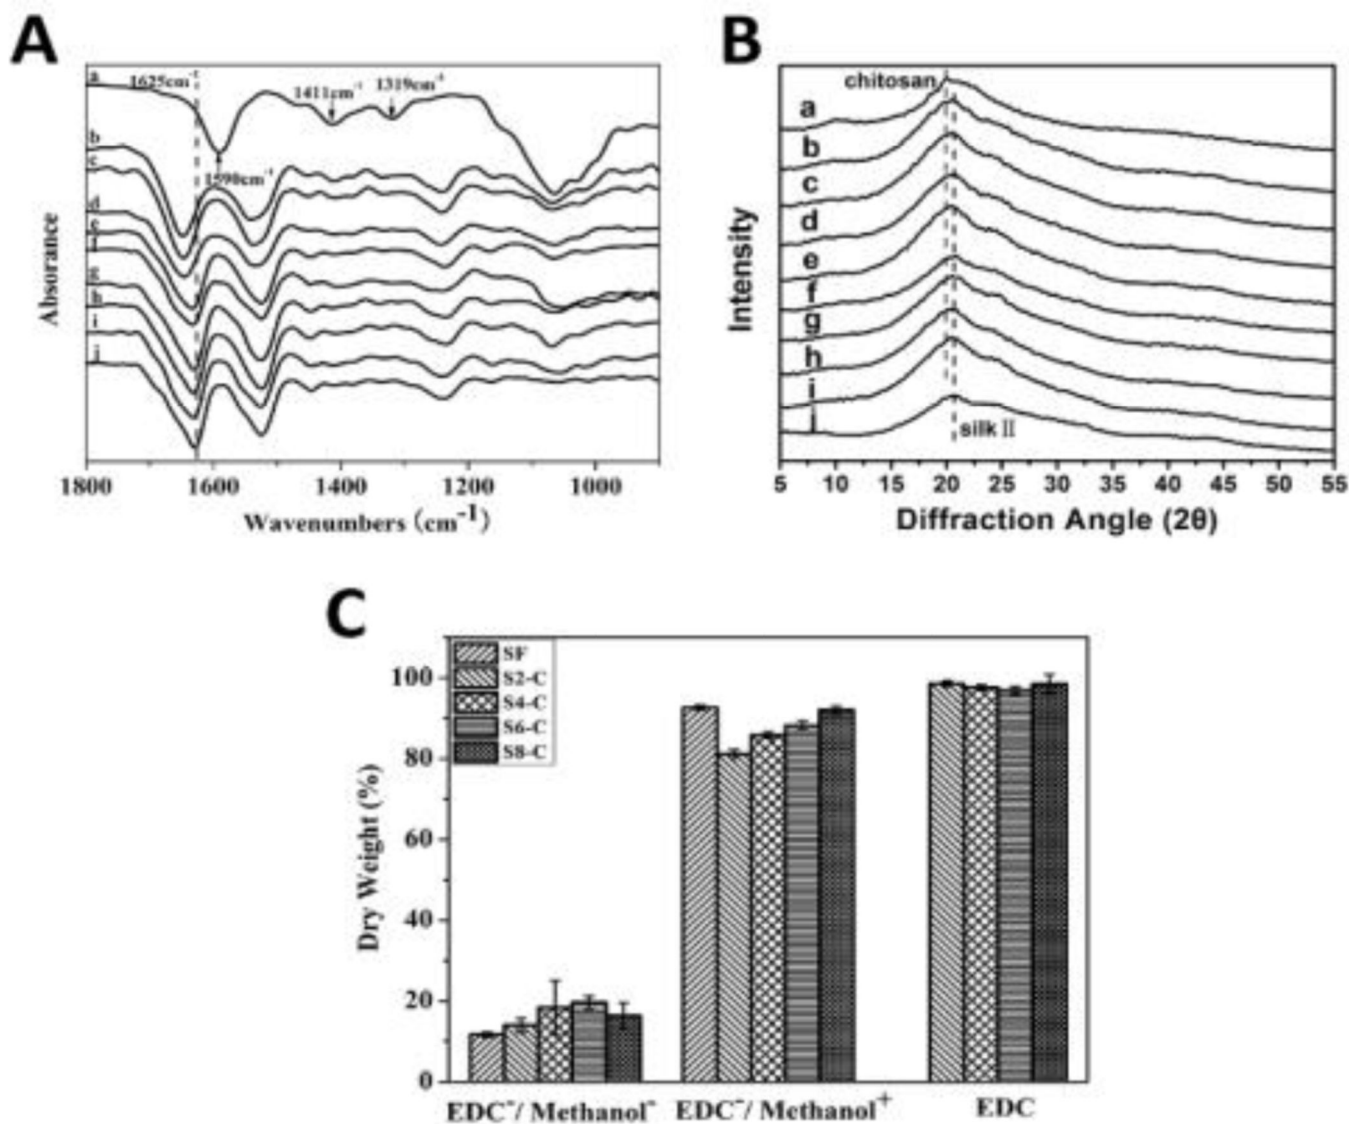 A
a
1625cm⁻¹
1411cm⁻¹
1319cm⁻¹
b
c
1590cm⁻¹
d
e
f
g
h
i
j
Absorance
1800 1600 1400 1200 1000
Wavenumbers (cm⁻¹)
B
chitosan
a
b
c
d
e
f
g
h
i
j
silk II
Intensity
5 10 15 20 25 30 35 40 45 50 55
Diffraction Angle (2θ)
C
SF
S2-C
S4-C
S6-C
S8-C
100
80
60
40
20
0
Dry Weight (%)
EDC⁻/ Methanol⁻ EDC⁻/ Methanol⁺ EDC